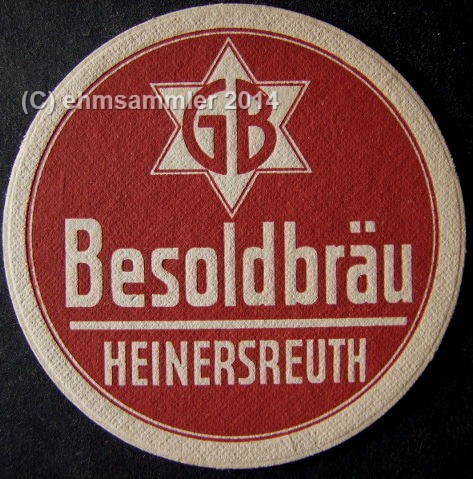 (C) ehmsammler 2014
GB
Besoldbräu
HEINERSREUTH